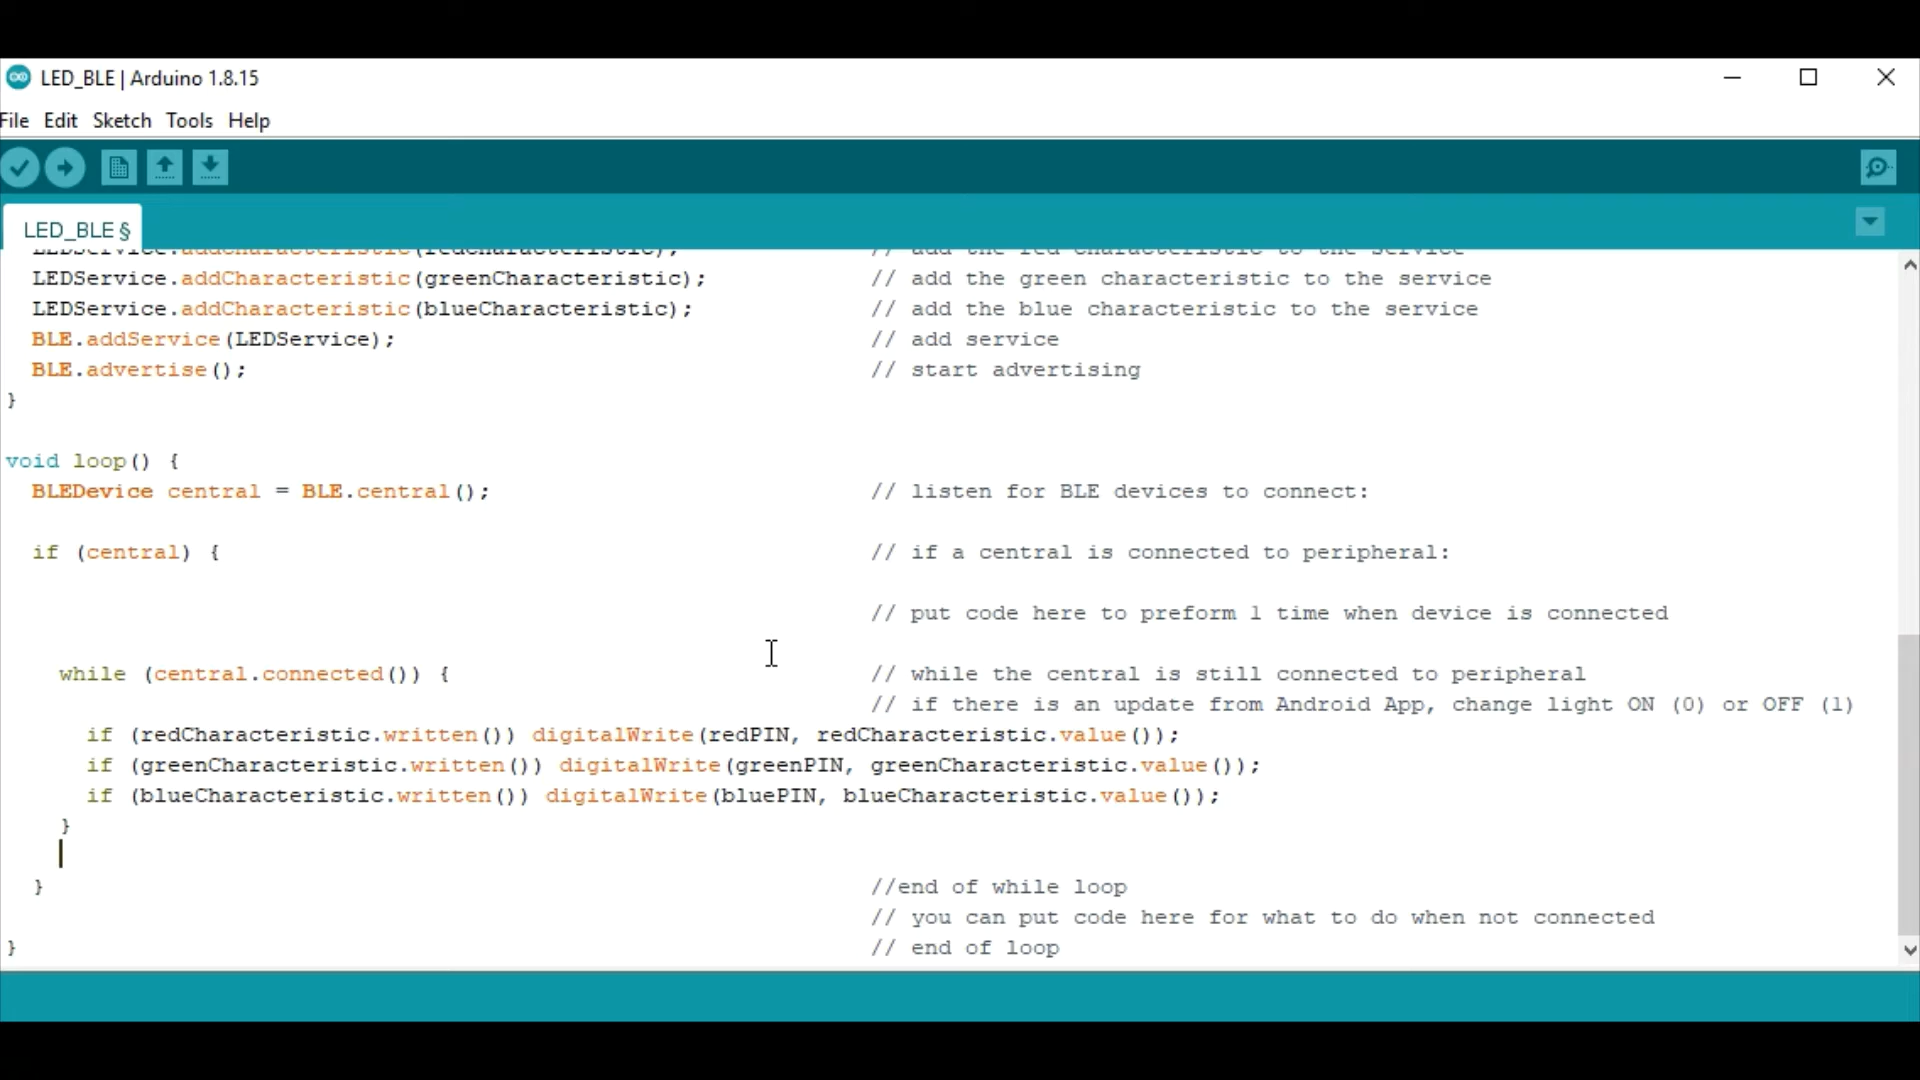 LED_BLE | Arduino 1.8.15
File Edit Sketch Tools Help
LED_BLE §
LEDService.addCharacteristic(redCharacteristic); // add the red characteristic to the service
LEDService.addCharacteristic(greenCharacteristic); // add the green characteristic to the service
LEDService.addCharacteristic(blueCharacteristic); // add the blue characteristic to the service
BLE.addService(LEDService); // add service
BLE.advertise(); // start advertising
}
void loop() {
BLEDevice central = BLE.central(); // listen for BLE devices to connect:
if (central) { // if a central is connected to peripheral:
// put code here to preform 1 time when device is connected
while (central.connected()) { // while the central is still connected to peripheral
// if there is an update from Android App, change light ON (0) or OFF (1)
if (redCharacteristic.written()) digitalWrite(redPIN, redCharacteristic.value());
if (greenCharacteristic.written()) digitalWrite(greenPIN, greenCharacteristic.value());
if (blueCharacteristic.written()) digitalWrite(bluePIN, blueCharacteristic.value());
}
} //end of while loop
// you can put code here for what to do when not connected
} // end of loop